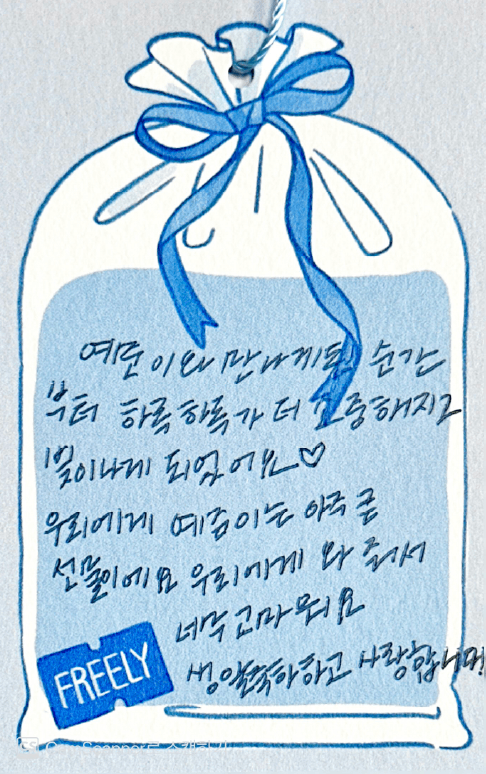 예준이와 만나게된 순간
부터 하루하루가 더 소중해지고
빛이나게 되었어요♡
우리에게 예준이는 아주 큰
선물이에요 우리에게 와 줘서
너무 고마워요
생일축하하고 사랑합니다!
FREELY